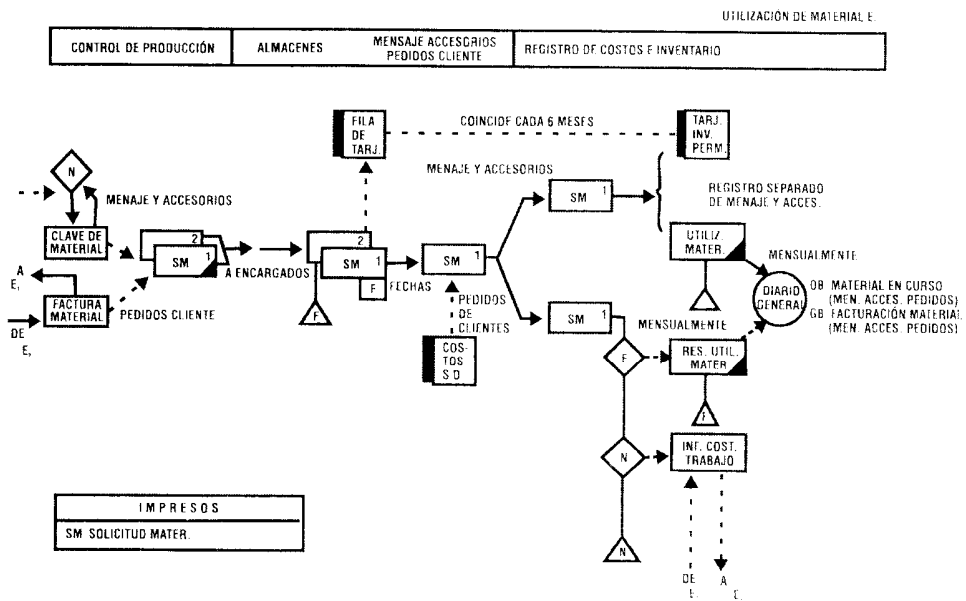 UTILIZACIÓN DE MATERIAL E.
CONTROL DE PRODUCCIÓN
ALMACENES
MENSAJE ACCESORIOS
PEDIDOS CLIENTE
REGISTRO DE COSTOS E INVENTARIO
FILA
DE
TARJ.
COINCIDE CADA 6 MESES
TARJ.
INV.
PERM.
N
MENAJE Y ACCESORIOS
CLAVE DE
MATERIAL
A
E,
FACTURA
MATERIAL
DE
E,
PEDIDOS CLIENTE
2
SM 1
A ENCARGADOS
2
SM 1
F
FECHAS
F
SM 1
PEDIDOS
DE
CLIENTES
COS-
TOS
S D
MENAJE Y ACCESORIOS
SM 1
REGISTRO SEPARADO
DE MENAJE Y ACCES.
UTILIZ.
MATER.
MENSUALMENTE
DIARIO
GENERAL
OB MATERIAL EN CURSO
(MEN. ACCES. PEDIDOS)
GB FACTURACIÓN MATERIAL
(MEN. ACCES. PEDIDOS)
SM 1
MENSUALMENTE
F
RES. UTIL.
MATER
F
N
INF. COST.
TRABAJO
N
DE
E.
A
E.
IMPRESOS
SM SOLICITUD MATER.